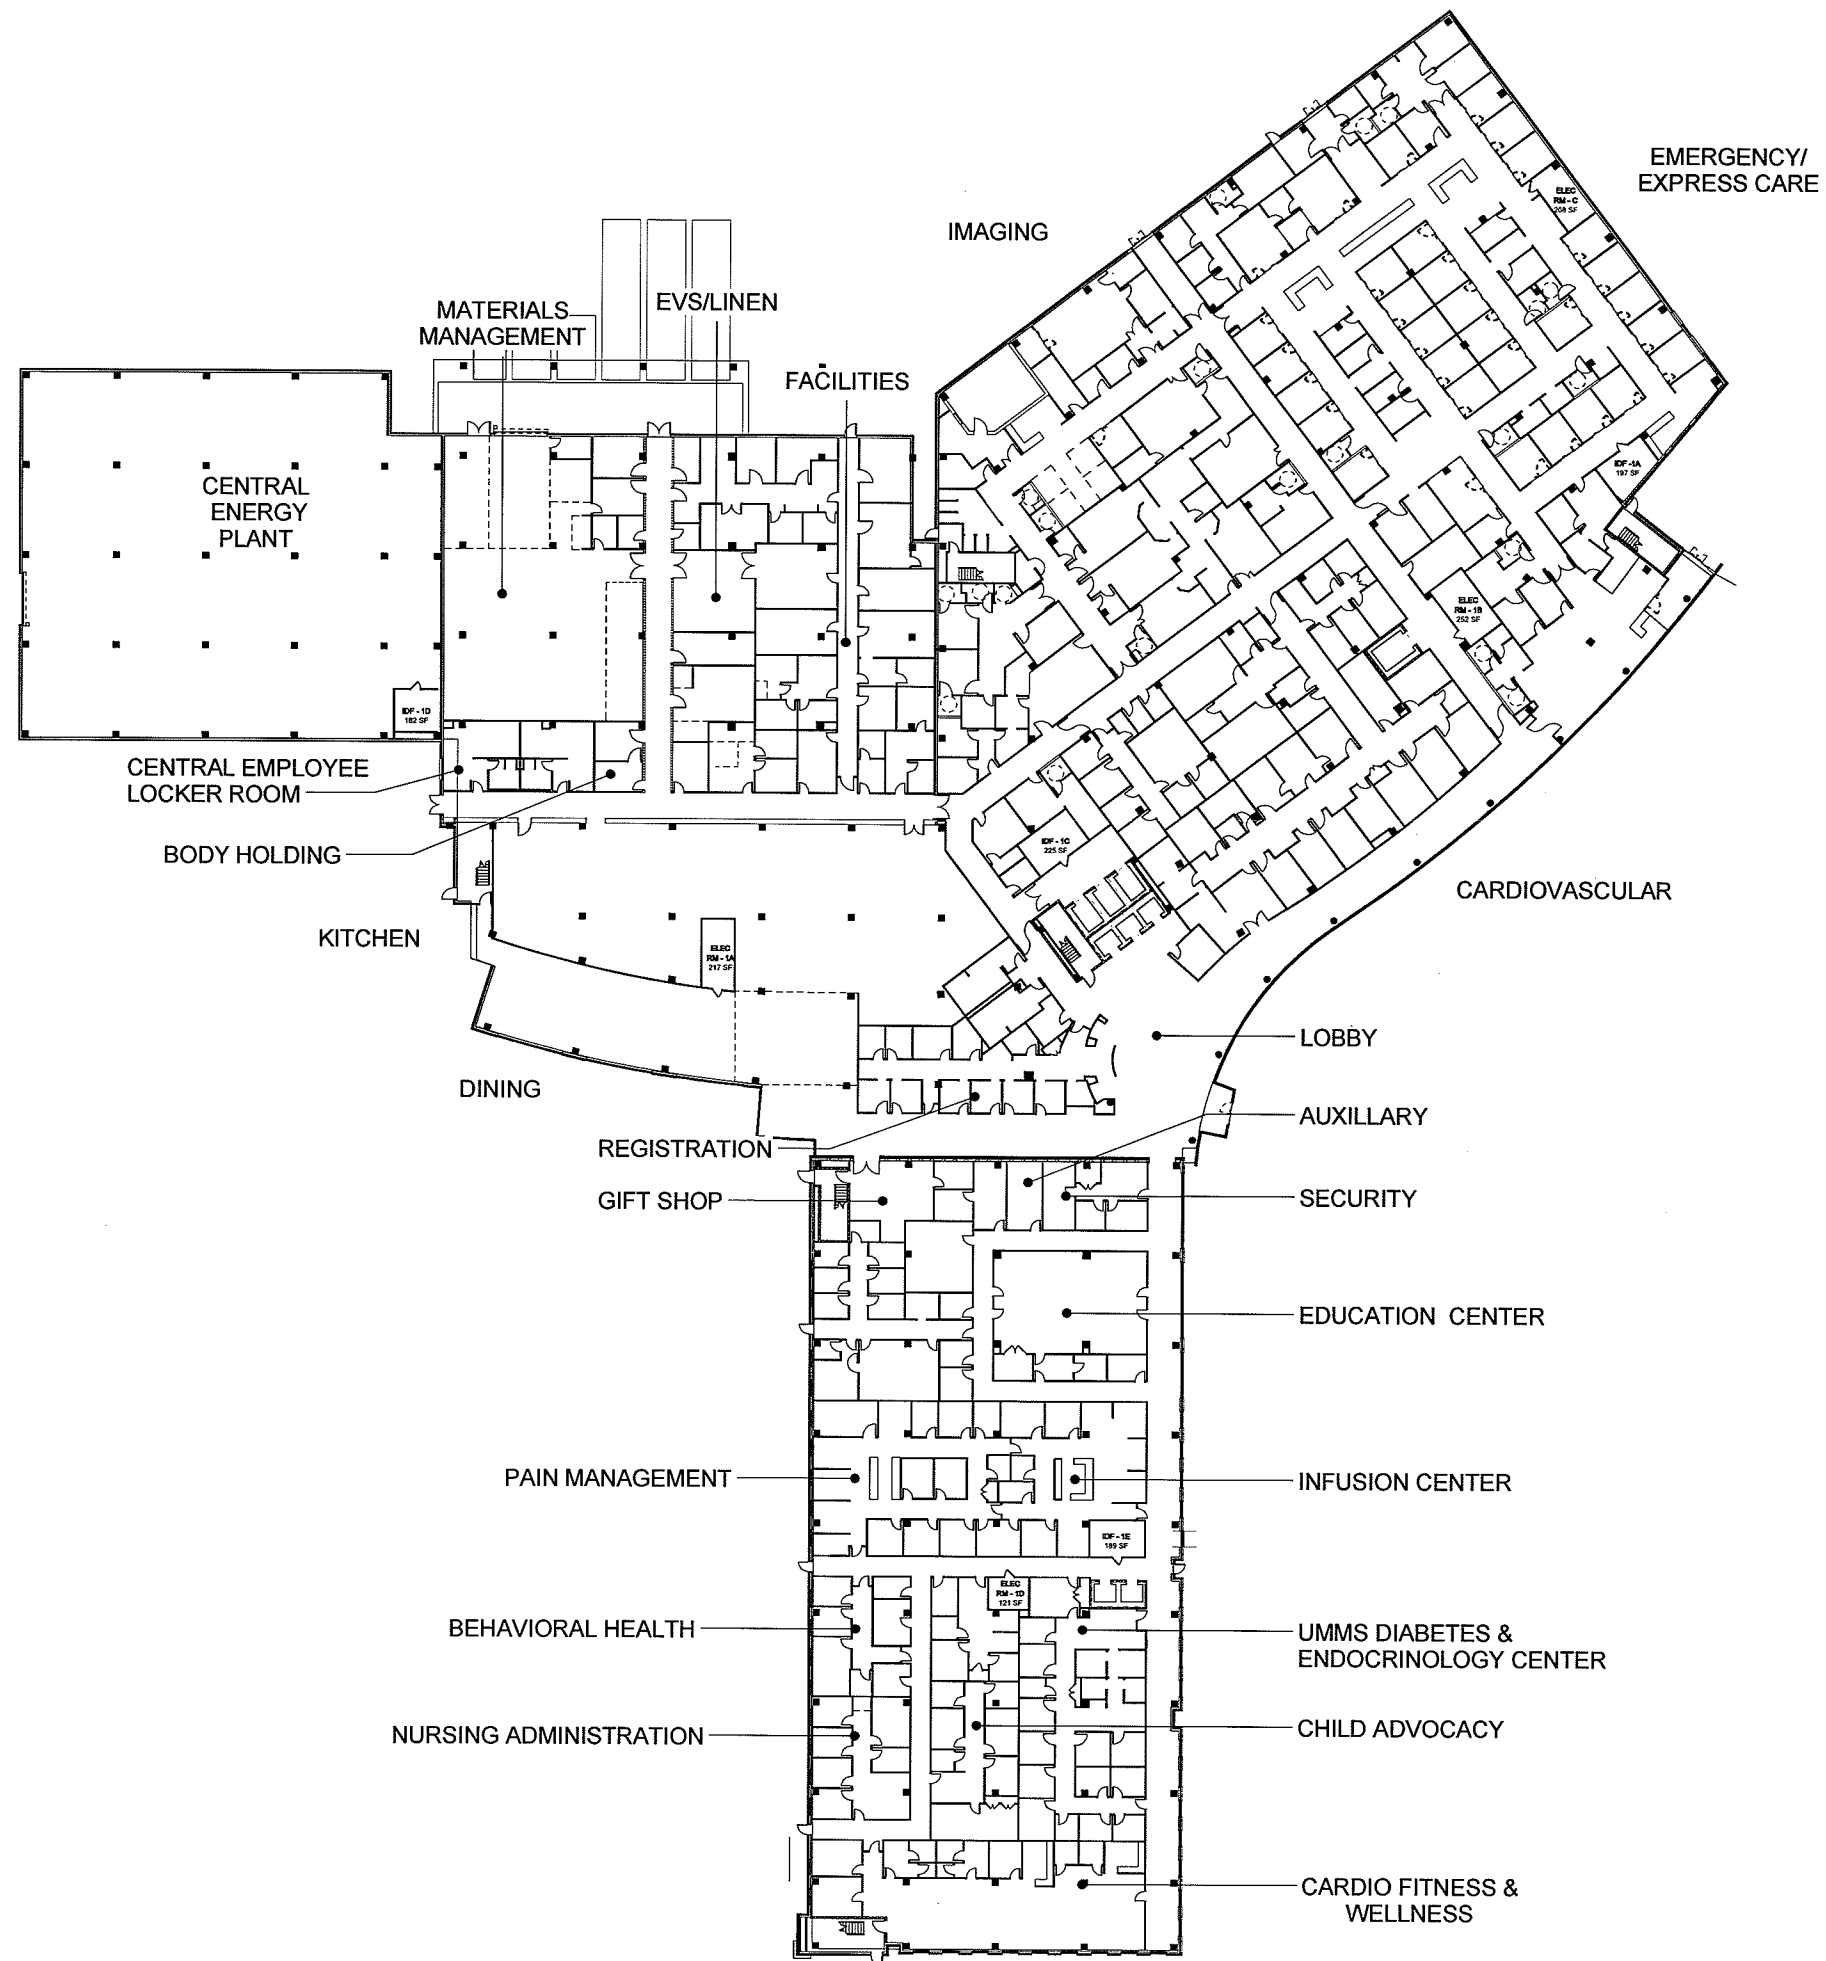 EMERGENCY/
EXPRESS CARE
ELEC
RM - C
208 SF
IMAGING
MATERIALS
MANAGEMENT
EVS/LINEN
FACILITIES
IDF - 1A
197 SF
CENTRAL
ENERGY
PLANT
ELEC
RM - 1B
252 SF
IDF - 1D
182 SF
CENTRAL EMPLOYEE
LOCKER ROOM
BODY HOLDING
IDF - 1C
225 SF
CARDIOVASCULAR
KITCHEN
ELEC
RM - 1A
217 SF
LOBBY
DINING
AUXILLARY
REGISTRATION
GIFT SHOP
SECURITY
EDUCATION CENTER
PAIN MANAGEMENT
INFUSION CENTER
IDF - 1E
189 SF
ELEC
RM - 1D
121 SF
BEHAVIORAL HEALTH
UMMS DIABETES &
ENDOCRINOLOGY CENTER
NURSING ADMINISTRATION
CHILD ADVOCACY
CARDIO FITNESS &
WELLNESS